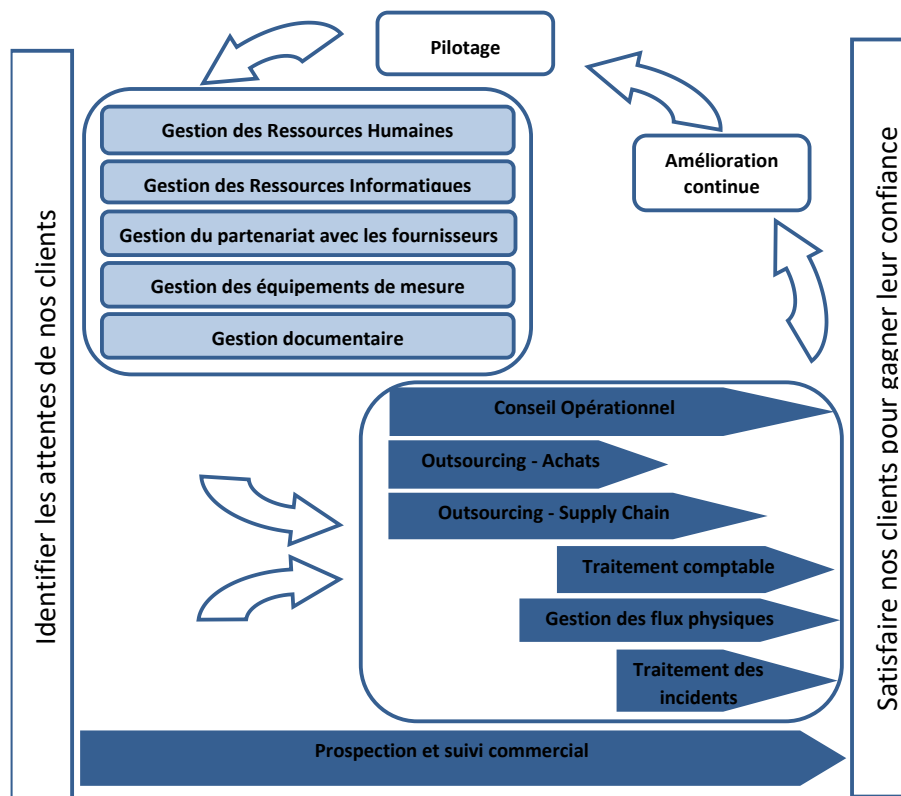 Identifier les attentes de nos clients
Pilotage
Gestion des Ressources Humaines
Gestion des Ressources Informatiques
Gestion du partenariat avec les fournisseurs
Gestion des équipements de mesure
Gestion documentaire
Amélioration
continue
Conseil Opérationnel
Outsourcing - Achats
Outsourcing - Supply Chain
Traitement comptable
Gestion des flux physiques
Traitement des
incidents
Prospection et suivi commercial
Satisfaire nos clients pour gagner leur confiance